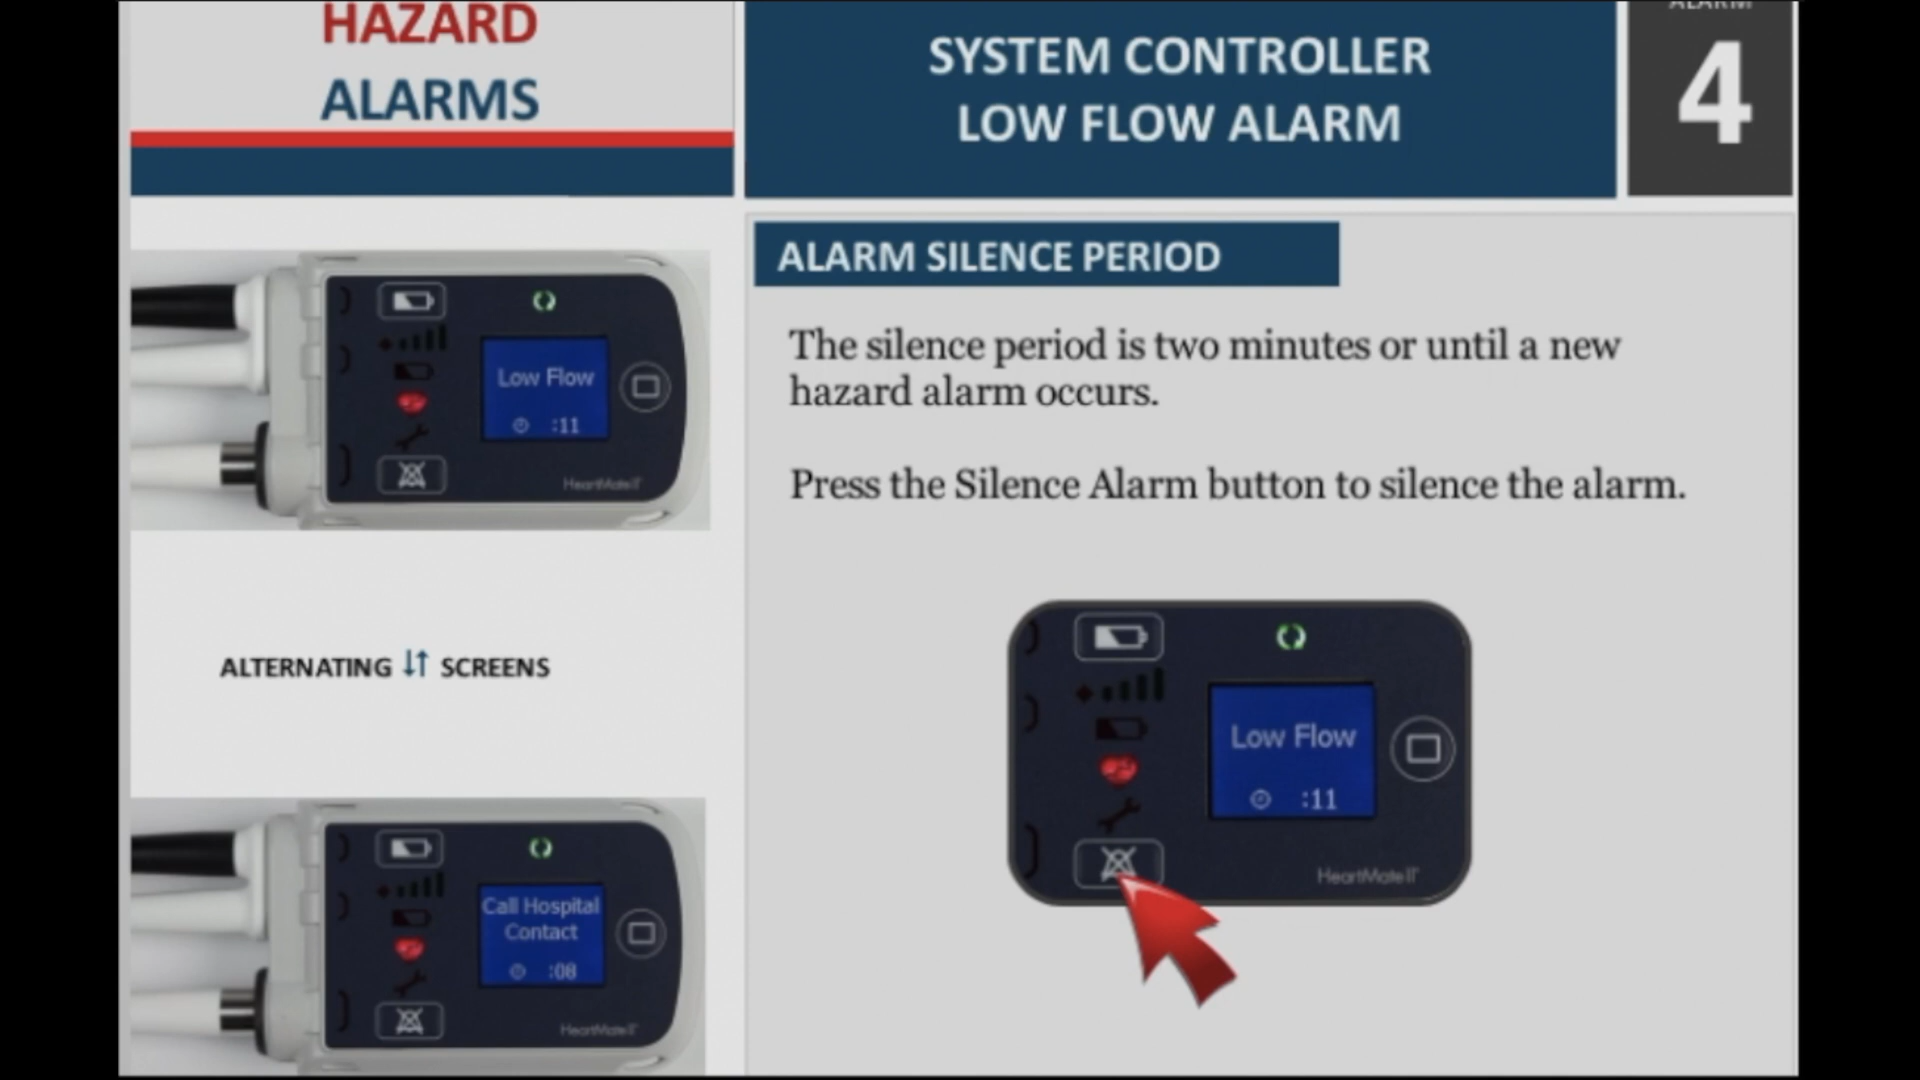 HAZARD
ALARMS
SYSTEM CONTROLLER
LOW FLOW ALARM
ALARM
4
Low Flow
:11
HeartMate II
ALTERNATING ↓↑ SCREENS
Call Hospital
Contact
:08
HeartMate II
ALARM SILENCE PERIOD
The silence period is two minutes or until a new
hazard alarm occurs.
Press the Silence Alarm button to silence the alarm.
Low Flow
:11
HeartMate II